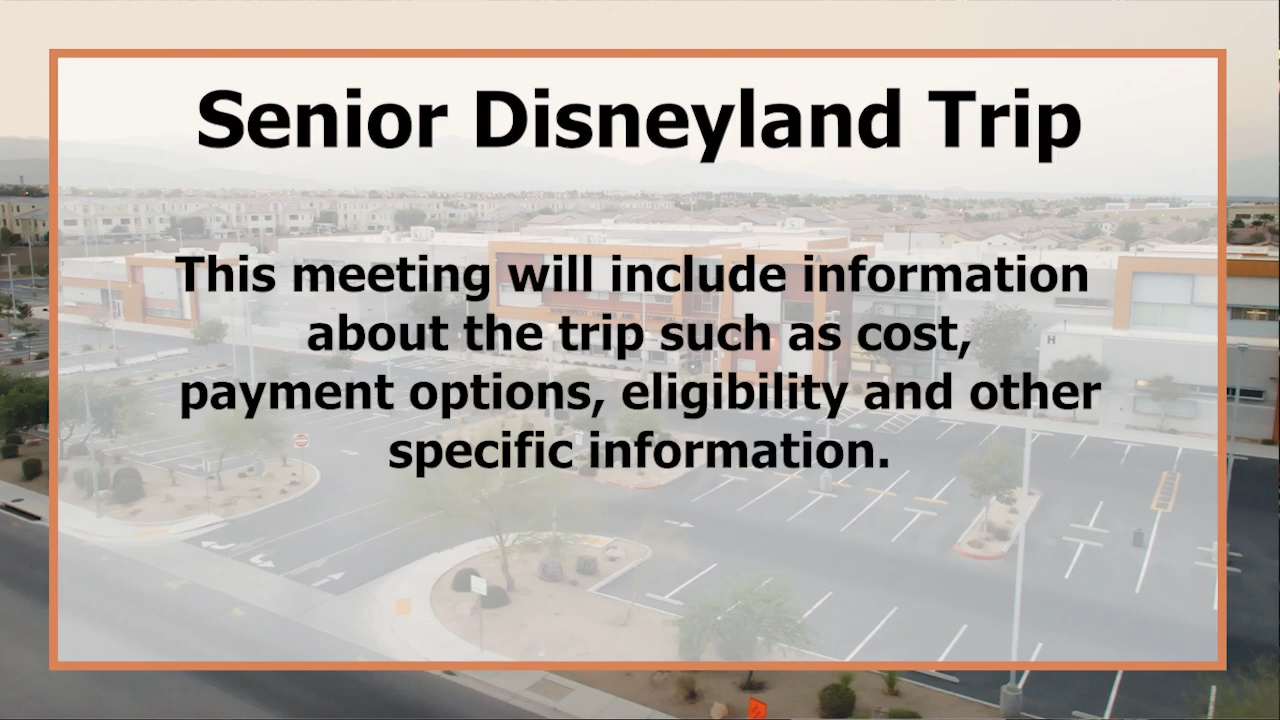 Senior Disneyland Trip
This meeting will include information
about the trip such as cost,
payment options, eligibility and other
specific information.
H